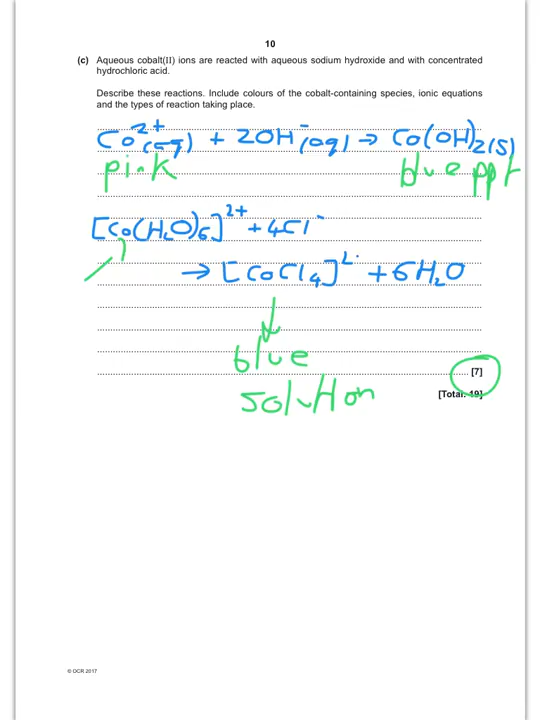 10
(c) Aqueous cobalt(II) ions are reacted with aqueous sodium hydroxide and with concentrated
hydrochloric acid.
Describe these reactions. Include colours of the cobalt-containing species, ionic equations
and the types of reaction taking place.
Co²⁺(aq) + 2OH⁻(aq) → Co(OH)₂(s)
pink blue ppt
[Co(H₂O)₆]²⁺ + 4Cl⁻
→ [CoCl₄]²⁻ + 6H₂O
blue
solution
[7]
[Total: 19]
© OCR 2017